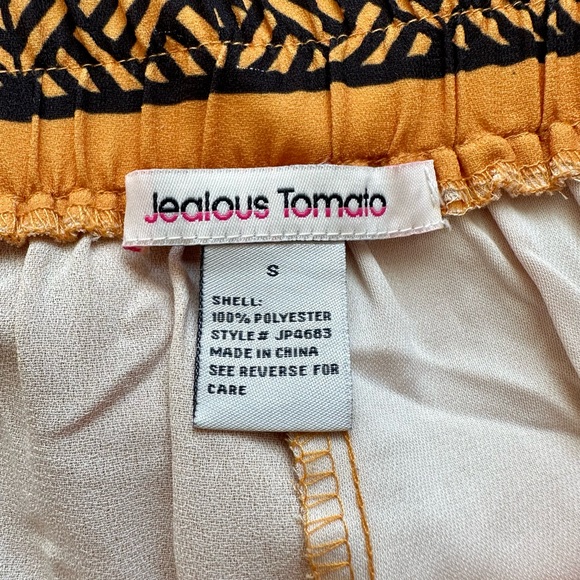 Jealous Tomato
S
SHELL:
100% POLYESTER
STYLE# JP4683
MADE IN CHINA
SEE REVERSE FOR
CARE